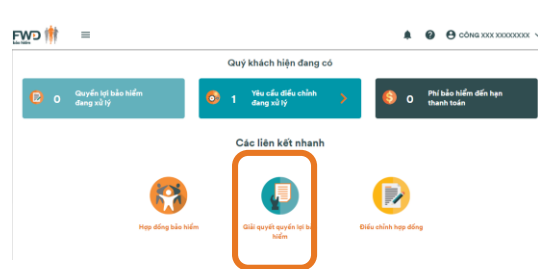 FWD
bảo hiểm
CÔNG XXX XXXXXXXX
Quý khách hiện đang có
0 Quyền lợi bảo hiểm
đang xử lý
1 Yêu cầu điều chỉnh
đang xử lý
0 Phí bảo hiểm đến hạn
thanh toán
Các liên kết nhanh
Hợp đồng bảo hiểm
Giải quyết quyền lợi bảo
hiểm
Điều chỉnh hợp đồng